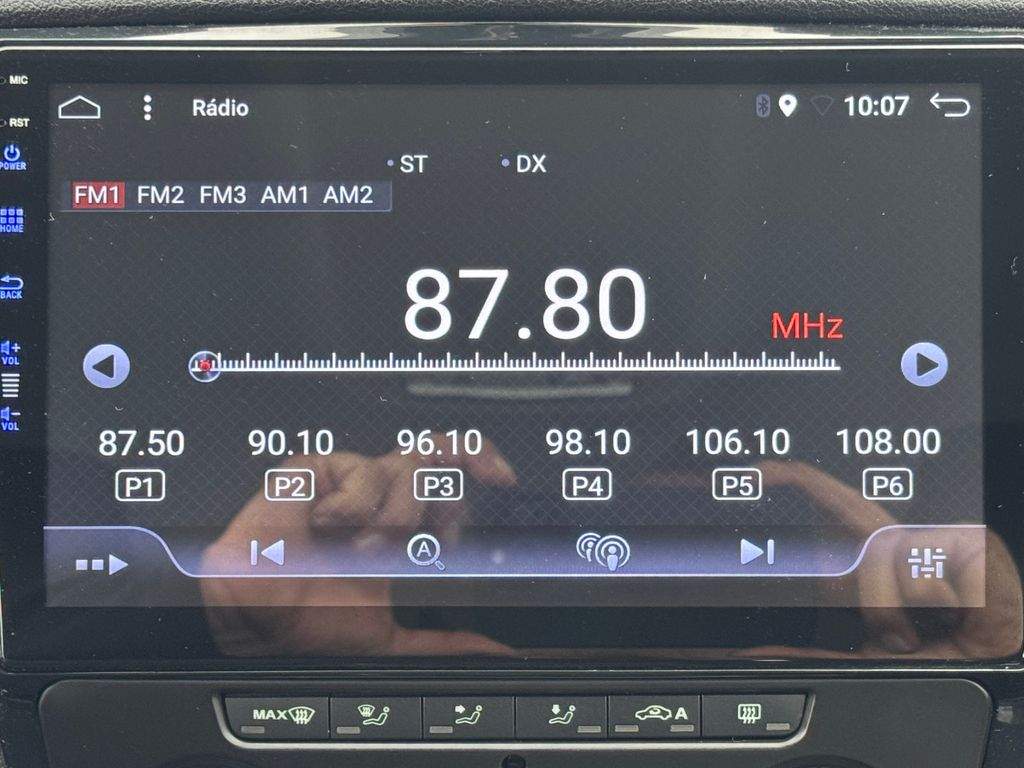 MIC
Rádio 10:07
RST
POWER
ST DX
FM1 FM2 FM3 AM1 AM2
HOME
BACK
87.80 MHz
VOL
VOL
87.50 90.10 96.10 98.10 106.10 108.00
P1 P2 P3 P4 P5 P6
A
MAX A